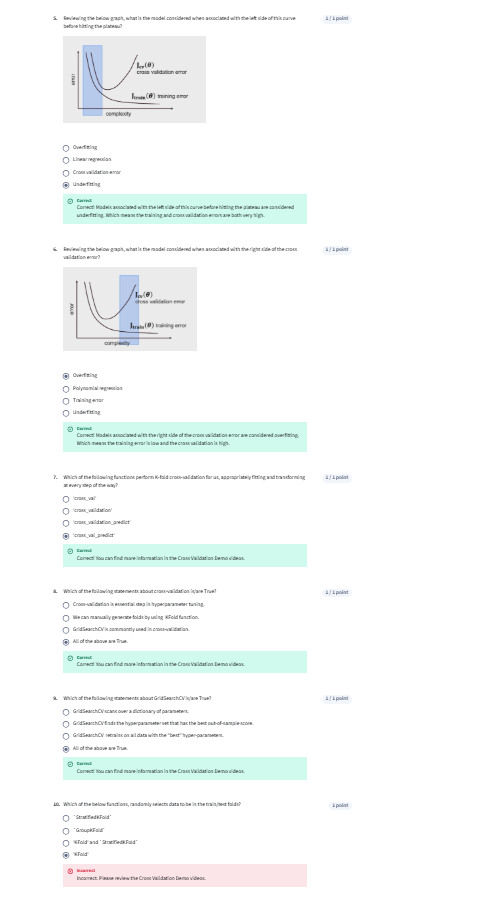 5. Reviewing the below graph, what is the model considered when associated with the left side of this curve
before hitting the plateau?
1 / 1 point
error
Jcv(θ)
cross validation error
Jtrain(θ) training error
complexity
Overfitting
Linear regression
Cross validation error
Underfitting
Correct
Correct! Models associated with the left side of this curve before hitting the plateau are considered
underfitting. Which means the training and cross validation errors are both very high.
6. Reviewing the below graph, what is the model considered when associated with the right side of the cross
validation error?
1 / 1 point
error
Jcv(θ)
cross validation error
Jtrain(θ) training error
complexity
Overfitting
Polynomial regression
Training error
Underfitting
Correct
Correct! Models associated with the right side of the cross validation error are considered overfitting.
Which means the training error is low and the cross validation is high.
7. Which of the following functions perform K-fold cross-validation for us, appropriately fitting and transforming
at every step of the way?
1 / 1 point
'cross_val'
'cross_validation'
'cross_validation_predict'
'cross_val_predict'
Correct
Correct! You can find more information in the Cross Validation Demo videos.
8. Which of the following statements about cross-validation is/are True?
1 / 1 point
Cross-validation is essential step in hyperparameter tuning.
We can manually generate folds by using KFold function.
GridSearchCV is commonly used in cross-validation.
All of the above are True.
Correct
Correct! You can find more information in the Cross Validation Demo videos.
9. Which of the following statements about GridSearchCV is/are True?
1 / 1 point
GridSearchCV scans over a dictionary of parameters.
GridSearchCV finds the hyperparameter set that has the best out-of-sample score.
GridSearchCV retrains on all data with the "best" hyper-parameters.
All of the above are True.
Correct
Correct! You can find more information in the Cross Validation Demo videos.
10. Which of the below functions, randomly selects data to be in the train/test folds?
1 point
`StratifiedKFold`
`GroupKFold`
'KFold' and `StratifiedKFold`
'KFold'
Incorrect
Incorrect. Please review the Cross Validation Demo videos.